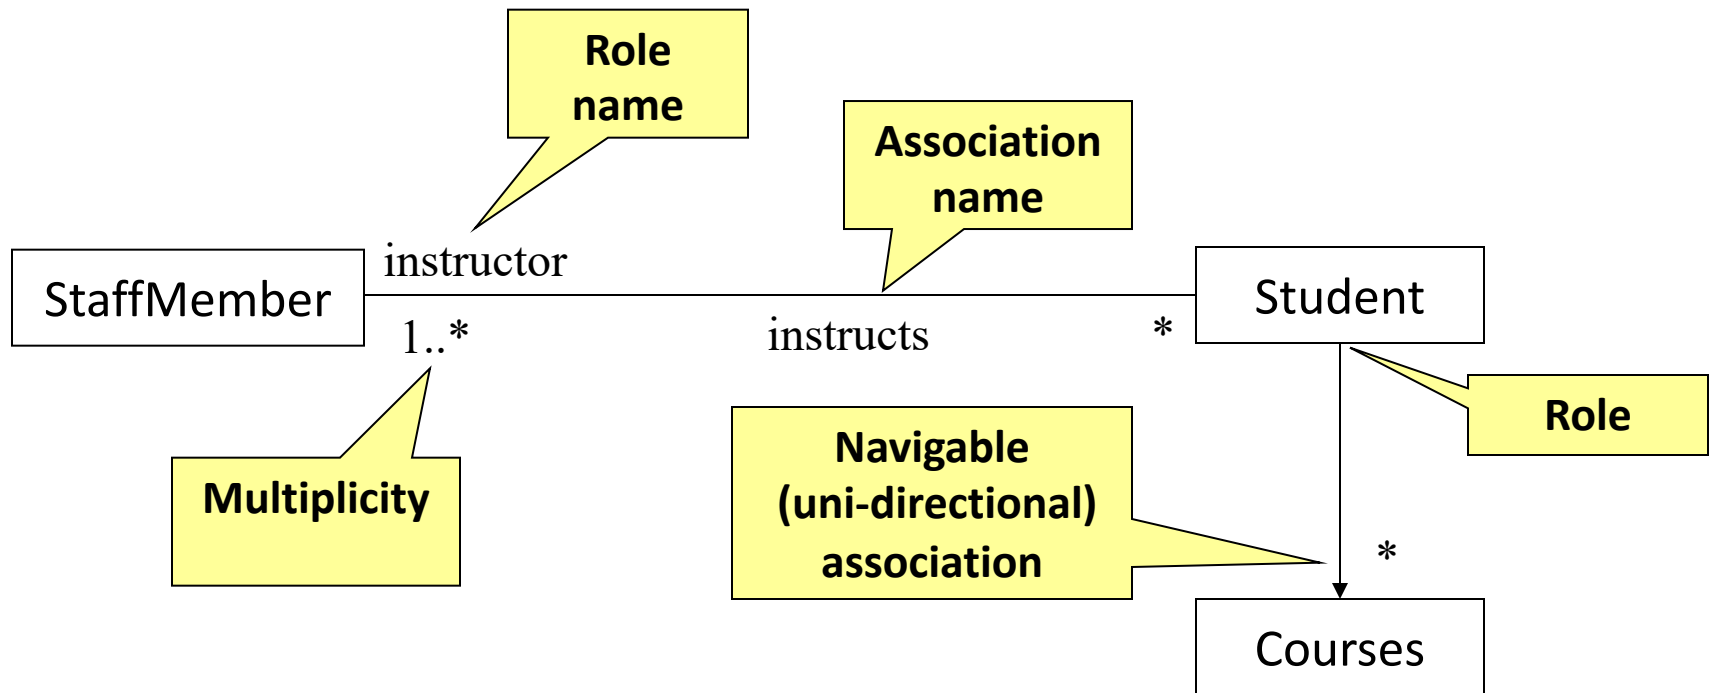 Role
name
Association
name
instructor
StaffMember
Student
1..*
instructs
*
Role
Multiplicity
Navigable
(uni-directional)
association
*
Courses